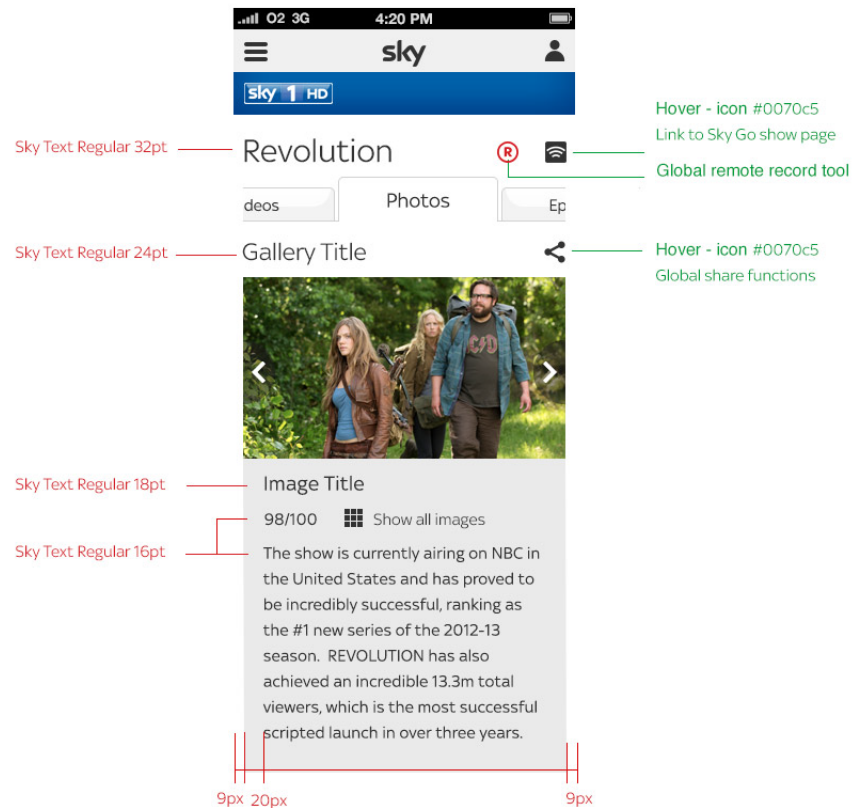 O2 3G 4:20 PM
sky
sky 1 HD
Hover - icon #0070c5
Link to Sky Go show page
Sky Text Regular 32pt
Revolution
R
Global remote record tool
deos
Photos
Ep
Sky Text Regular 24pt
Gallery Title
Hover - icon #0070c5
Global share functions
AC/D
Sky Text Regular 18pt
Image Title
98/100 Show all images
Sky Text Regular 16pt
The show is currently airing on NBC in
the United States and has proved to
be incredibly successful, ranking as
the #1 new series of the 2012-13
season. REVOLUTION has also
achieved an incredible 13.3m total
viewers, which is the most successful
scripted launch in over three years.
9px 20px 9px